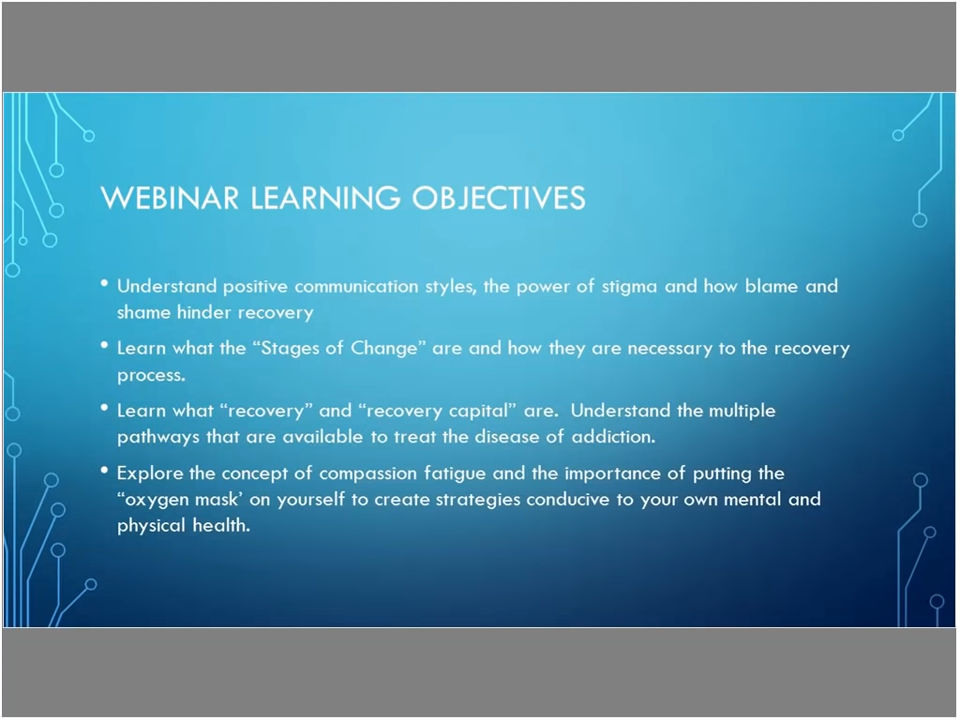 WEBINAR LEARNING OBJECTIVES
• Understand positive communication styles, the power of stigma and how blame and
shame hinder recovery
• Learn what the “Stages of Change” are and how they are necessary to the recovery
process.
• Learn what “recovery” and “recovery capital” are.  Understand the multiple
pathways that are available to treat the disease of addiction.
• Explore the concept of compassion fatigue and the importance of putting the
“oxygen mask’ on yourself to create strategies conducive to your own mental and
physical health.